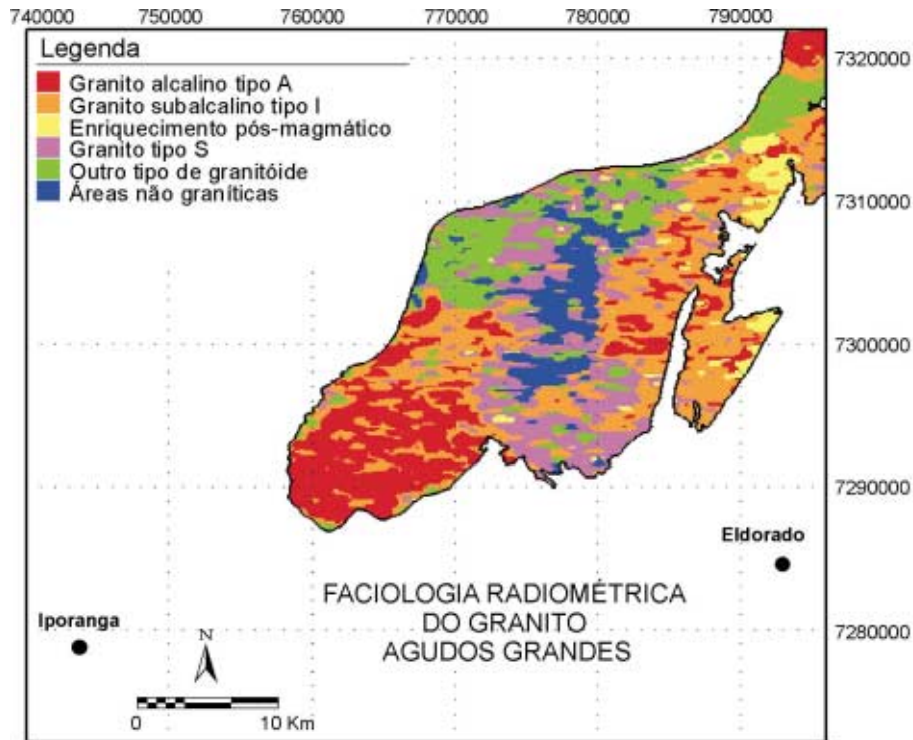 740000 750000 760000 770000 780000 790000
Legenda
Granito alcalino tipo A
Granito subalcalino tipo I
Enriquecimento pós-magmático
Granito tipo S
Outro tipo de granitóide
Áreas não graníticas
7320000
7310000
7300000
7290000
Eldorado
FACIOLOGIA RADIOMÉTRICA
DO GRANITO
AGUDOS GRANDES
Iporanga
7280000
N
0 10 Km